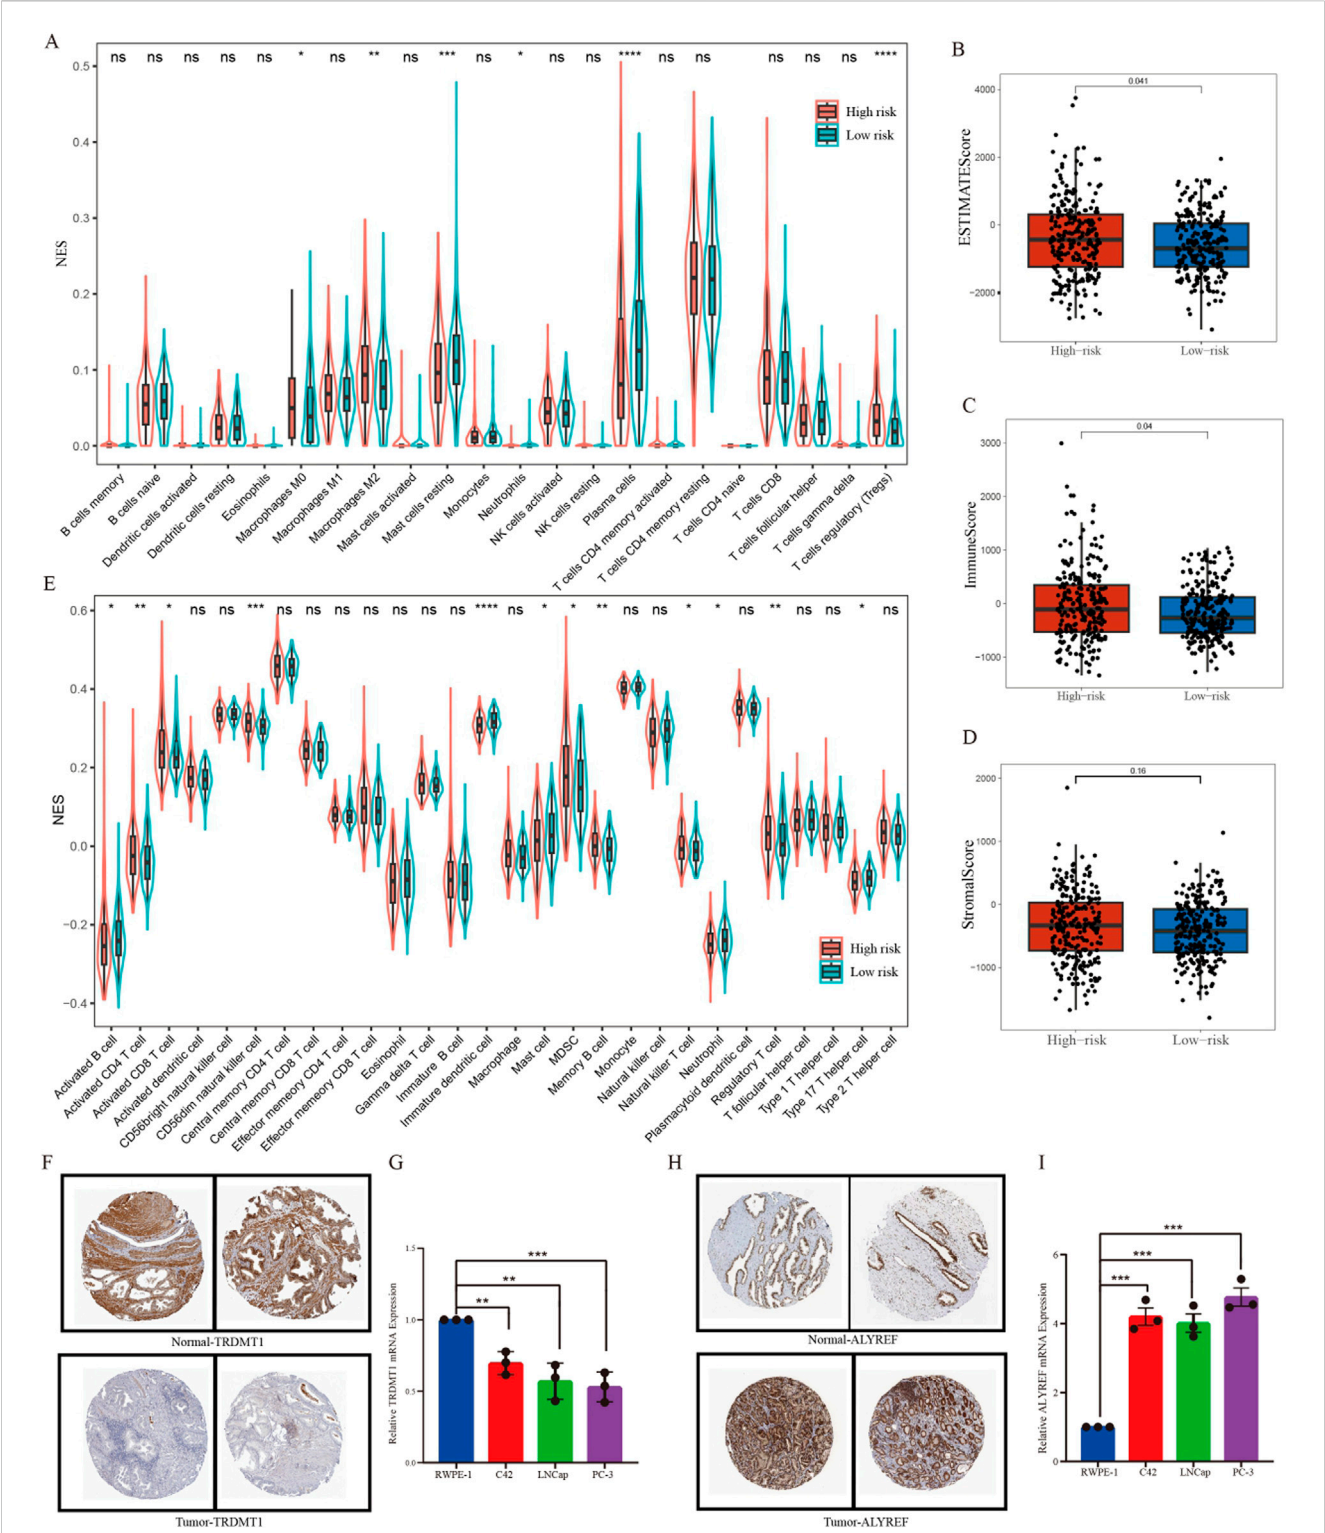 A
ns ns ns ns ns * ns ** ns *** ns * ns ns **** ns ns ns ns ns ****
0.5
0.4
0.3
0.2
0.1
0.0
NES
High risk
Low risk
B cells memory
B cells naive
Dendritic cells activated
Dendritic cells resting
Eosinophils
Macrophages M0
Macrophages M1
Macrophages M2
Mast cells activated
Mast cells resting
Monocytes
Neutrophils
NK cells activated
NK cells resting
Plasma cells
T cells CD4 memory activated
T cells CD4 memory resting
T cells CD4 naive
T cells CD8
T cells follicular helper
T cells gamma delta
T cells regulatory (Tregs)
B
0.041
4000
2000
0
−2000
ESTIMATEScore
High−risk
Low−risk
C
0.04
3000
2000
1000
0
−1000
ImmuneScore
High−risk
Low−risk
D
0.16
2000
1000
0
−1000
StromalScore
High−risk
Low−risk
E
* ** * ns ns *** ns ns ns ns ns ns ns **** ns * * ** ns ns * * ns ** ns ns * ns
0.6
0.4
0.2
0.0
−0.2
−0.4
NES
High risk
Low risk
Activated B cell
Activated CD4 T cell
Activated CD8 T cell
Activated dendritic cell
CD56bright natural killer cell
CD56dim natural killer cell
Central memory CD4 T cell
Central memory CD8 T cell
Effector memory CD4 T cell
Effector memory CD8 T cell
Eosinophil
Gamma delta T cell
Immature B cell
Immature dendritic cell
Macrophage
Mast cell
MDSC
Memory B cell
Monocyte
Natural killer cell
Natural killer T cell
Neutrophil
Plasmacytoid dendritic cell
Regulatory T cell
T follicular helper cell
Type 1 T helper cell
Type 17 T helper cell
Type 2 T helper cell
F
Normal-TRDMT1
Tumor-TRDMT1
G
***
**
**
1.5
1.0
0.5
0.0
Relative TRDMT1 mRNA Expression
RWPE-1 C42 LNCap PC-3
H
Normal-ALYREF
Tumor-ALYREF
I
***
***
***
6
4
2
0
Relative ALYREF mRNA Expression
RWPE-1 C42 LNCap PC-3